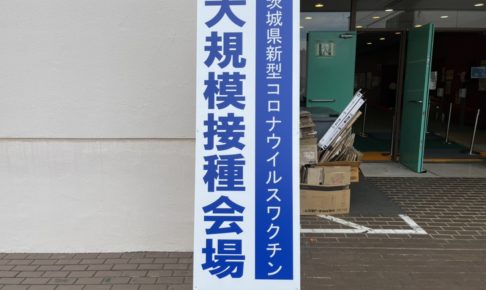 茨城県新型コロナウイルスワクチン
大規模接種会場